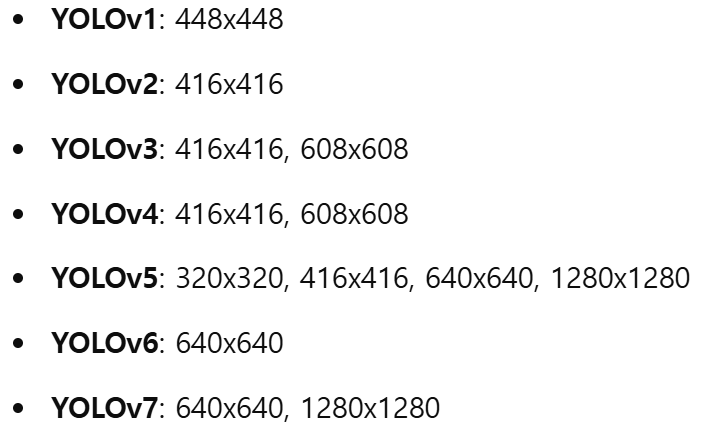 • YOLOv1: 448x448
• YOLOv2: 416x416
• YOLOv3: 416x416, 608x608
• YOLOv4: 416x416, 608x608
• YOLOv5: 320x320, 416x416, 640x640, 1280x1280
• YOLOv6: 640x640
• YOLOv7: 640x640, 1280x1280